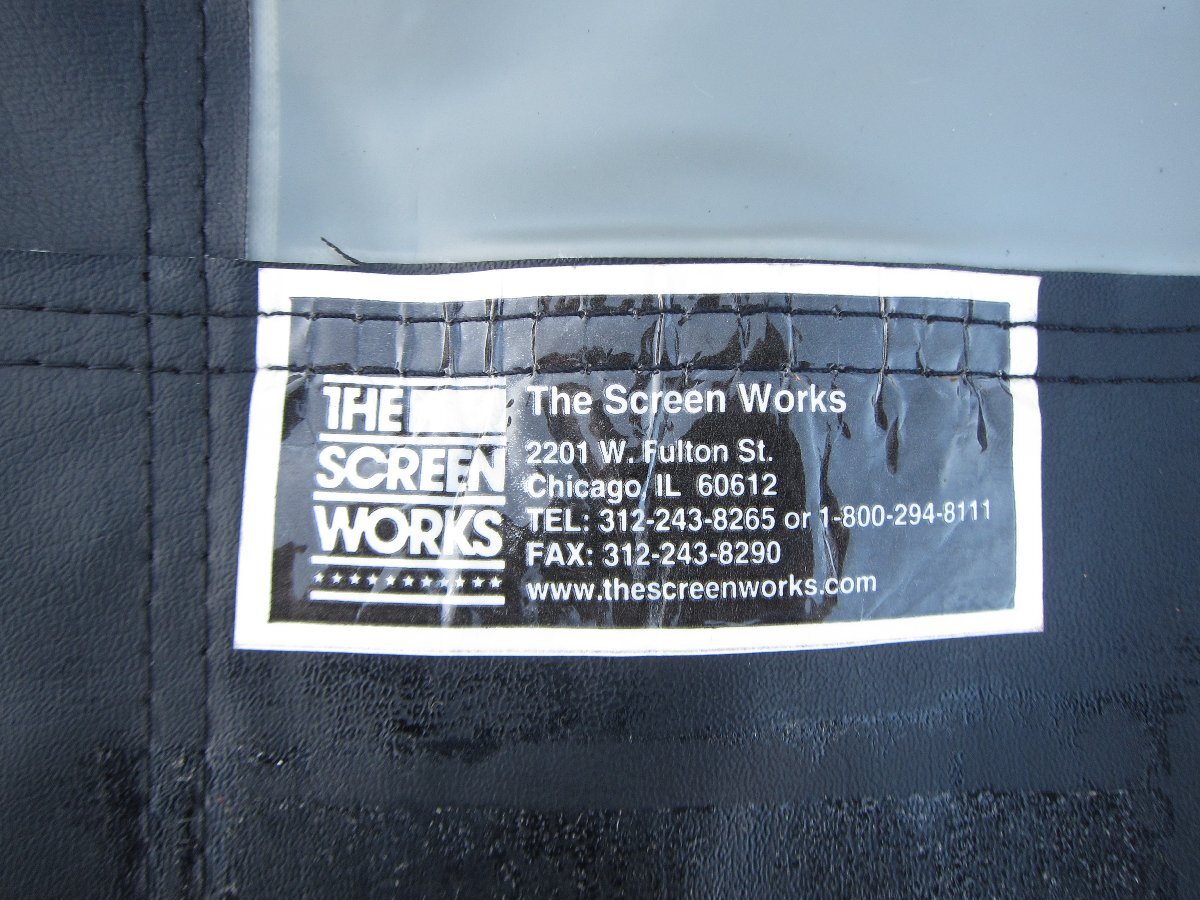 THE
SCREEN
WORKS
The Screen Works
2201 W. Fulton St.
Chicago, IL 60612
TEL: 312-243-8265 or 1-800-294-8111
FAX: 312-243-8290
www.thescreenworks.com